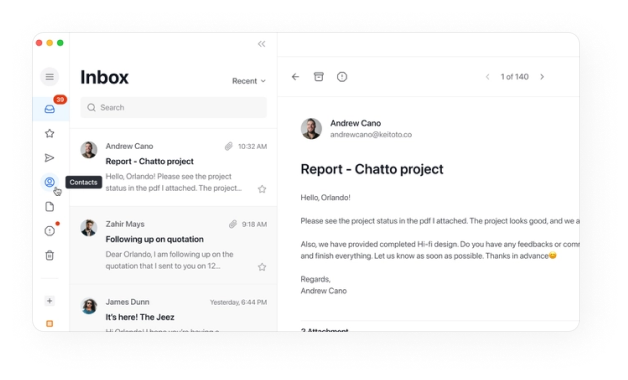 Inbox
Recent
1 of 140
39
Search
Contacts
Andrew Cano
10:32 AM
Report - Chatto project
Hello, Orlando! Please see the project
status in the pdf I attached. The project...
Zahir Mays
9:18 AM
Following up on quotation
Dear Orlando, I am following up on the
quotation that I sent to you on 12...
James Dunn
Yesterday, 6:44 PM
It's here! The Jeez
Hi Orlando! I hope you're having a
Andrew Cano
andrewcano@keitoto.co
Report - Chatto project
Hello, Orlando!
Please see the project status in the pdf I attached. The project looks good, and we a
Also, we have provided completed Hi-fi design. Do you have any feedbacks or comm
and finish everything. Let us know as soon as possible. Thanks in advance😊
Regards,
Andrew Cano
2 Attachment